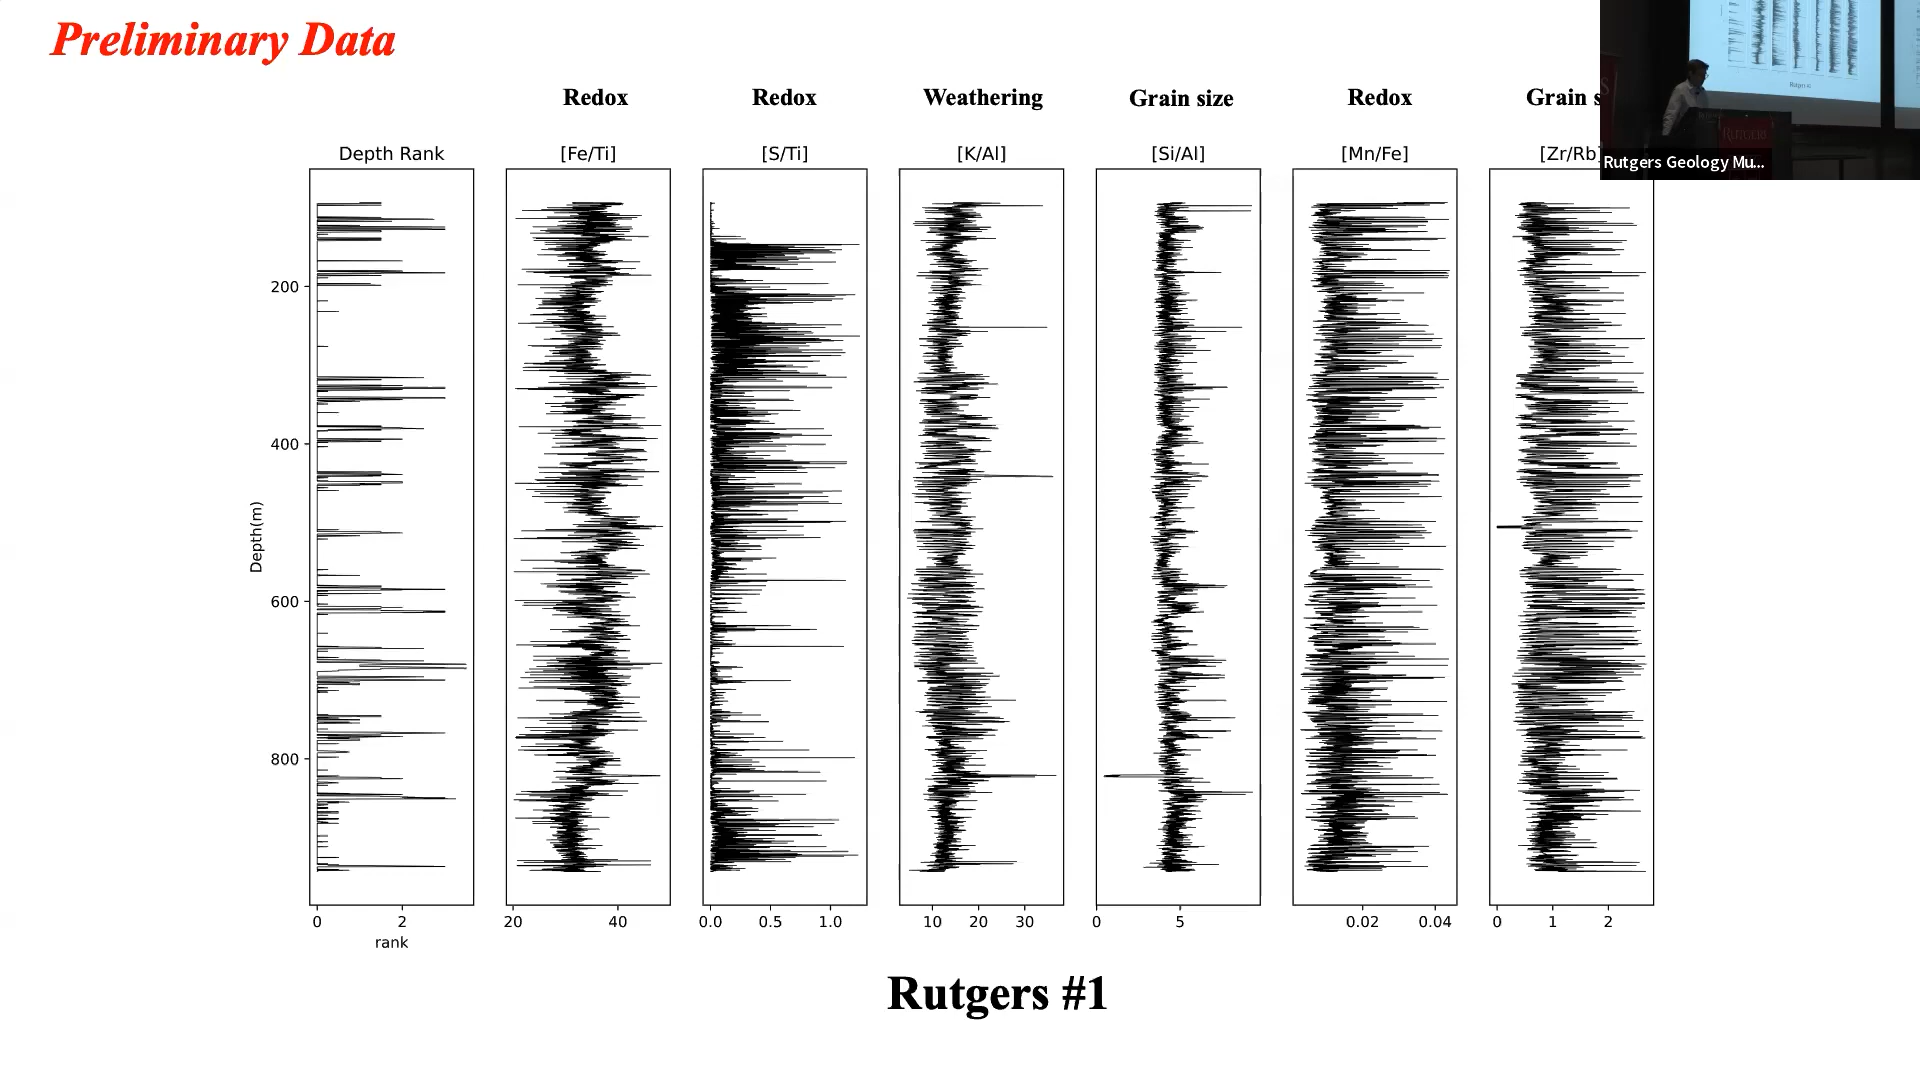 Preliminary Data
Redox Redox Weathering Grain size Redox Grain s
Depth Rank [Fe/Ti] [S/Ti] [K/Al] [Si/Al] [Mn/Fe] [Zr/Rb]
Rutgers Geology Mu...
200
400
600
800
Depth(m)
0 2 20 40 0.0 0.5 1.0 10 20 30 0 5 0.02 0.04 0 1 2
rank
Rutgers #1
RUTGERS